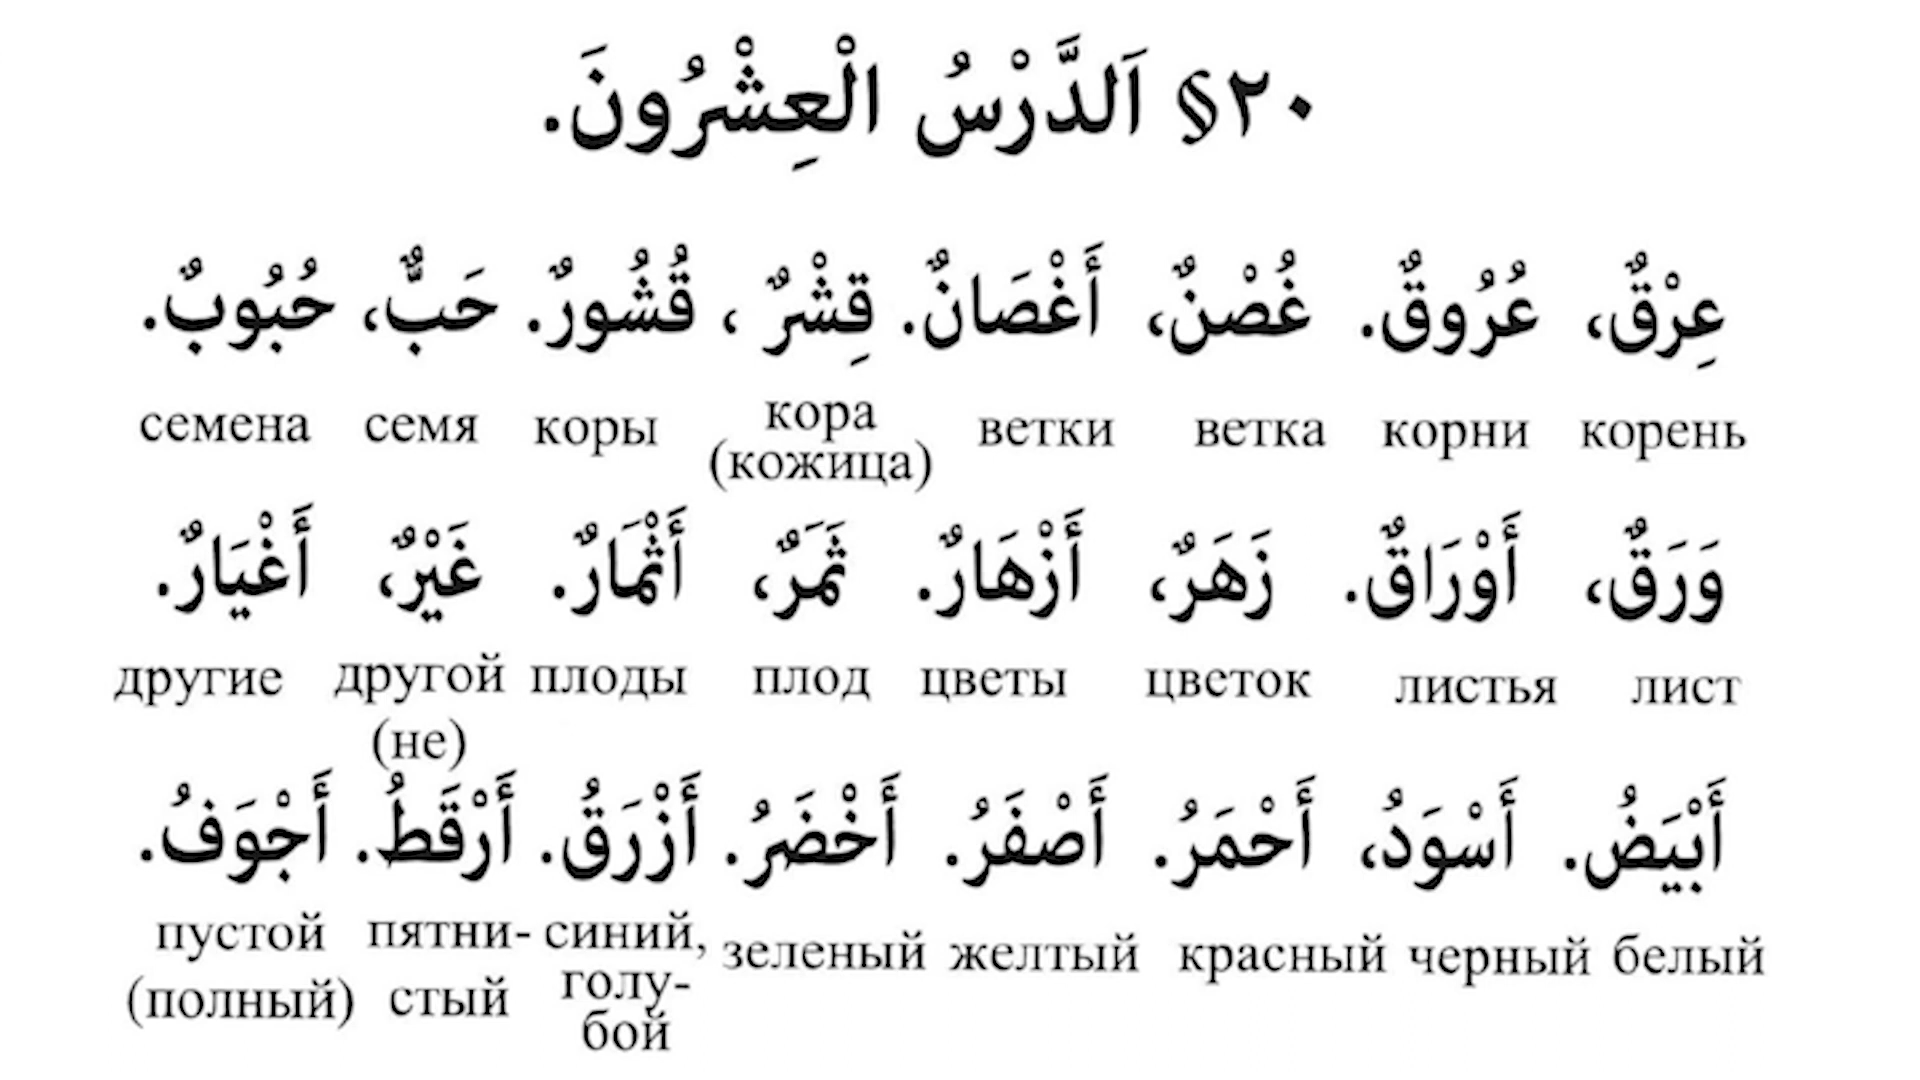 §٢٠ اَلدَّرْسُ الْعِشْرُونَ.
عِرْقٌ، عُرُوقٌ. غُصْنٌ، أَغْصَانٌ. قِشْرٌ ، قُشُورٌ. حَبٌّ، حُبُوبٌ.
семена семя коры кора (кожица) ветки ветка корни корень
وَرَقٌ، أَوْرَاقٌ. زَهَرٌ، أَزْهَارٌ. ثَمَرٌ، أَثْمَارٌ. غَيْرٌ، أَغْيَارٌ.
другие другой (не) плоды плод цветы цветок листья лист
أَبْيَضُ. أَسْوَدُ، أَحْمَرُ. أَصْفَرُ. أَخْضَرُ. أَزْرَقُ. أَرْقَطُ. أَجْوَفُ.
пустой пятни- синий, зеленый желтый красный черный белый
(полный) стый голу-
бой